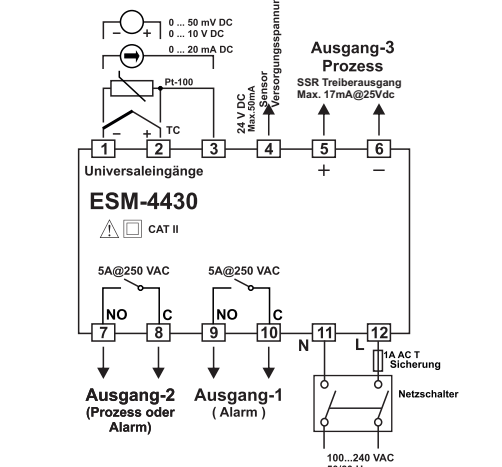 0 ... 50 mV DC
0 ... 10 V DC
− +
0 ... 20 mA DC
Pt-100
TC
− +
24 V DC
Max.50mA
Sensor
Versorgungsspannung
Ausgang-3
Prozess
SSR Treiberausgang
Max. 17mA@25Vdc
1 2 3 4 5 6
Universaleingänge
+ −
ESM-4430
CAT II
5A@250 VAC
5A@250 VAC
NO C NO C
7 8 9 10 11 12
N L
1A AC T
Sicherung
Ausgang-2
(Prozess oder
Alarm)
Ausgang-1
( Alarm )
Netzschalter
100...240 VAC